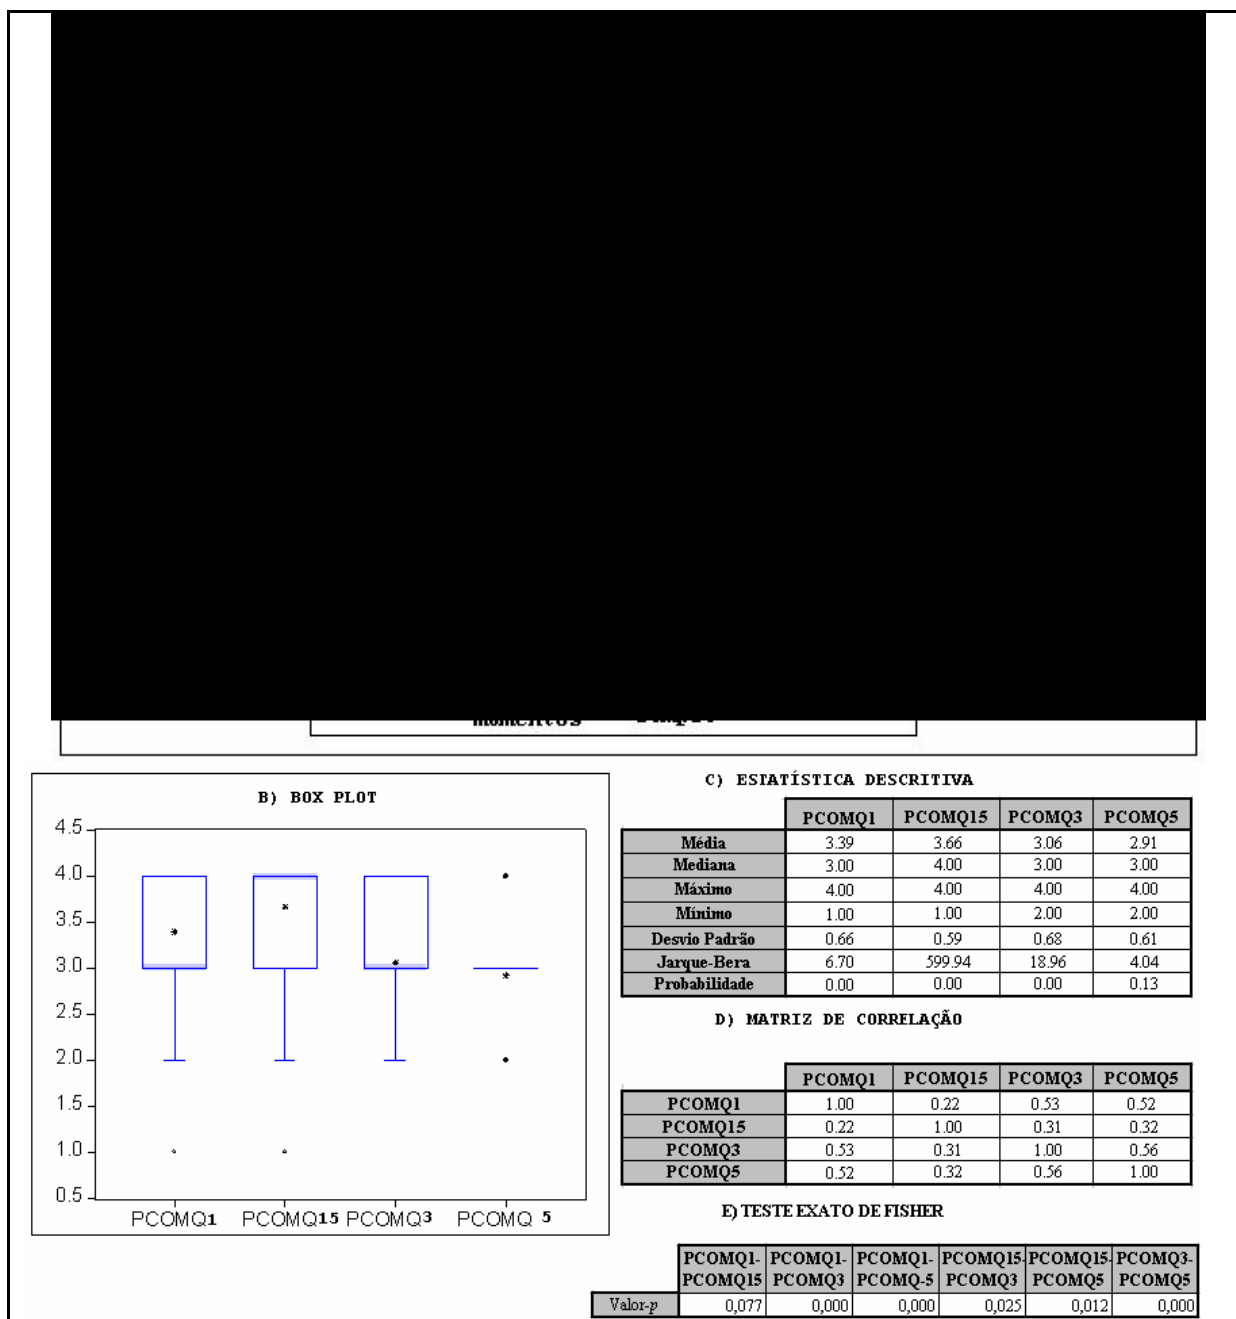 B) BOX PLOT
4.5
4.0
3.5
3.0
2.5
2.0
1.5
1.0
0.5
PCOMQ1 PCOMQ15 PCOMQ3 PCOMQ 5
C) ESTATÍSTICA DESCRITIVA
PCOMQ1 PCOMQ15 PCOMQ3 PCOMQ5
Média 3.39 3.66 3.06 2.91
Mediana 3.00 4.00 3.00 3.00
Máximo 4.00 4.00 4.00 4.00
Mínimo 1.00 1.00 2.00 2.00
Desvio Padrão 0.66 0.59 0.68 0.61
Jarque-Bera 6.70 599.94 18.96 4.04
Probabilidade 0.00 0.00 0.00 0.13
D) MATRIZ DE CORRELAÇÃO
PCOMQ1 PCOMQ15 PCOMQ3 PCOMQ5
PCOMQ1 1.00 0.22 0.53 0.52
PCOMQ15 0.22 1.00 0.31 0.32
PCOMQ3 0.53 0.31 1.00 0.56
PCOMQ5 0.52 0.32 0.56 1.00
E) TESTE EXATO DE FISHER
PCOMQ1- PCOMQ1- PCOMQ1- PCOMQ15- PCOMQ15- PCOMQ3-
PCOMQ15 PCOMQ3 PCOMQ-5 PCOMQ3 PCOMQ5 PCOMQ5
Valor-p 0,077 0,000 0,000 0,025 0,012 0,000